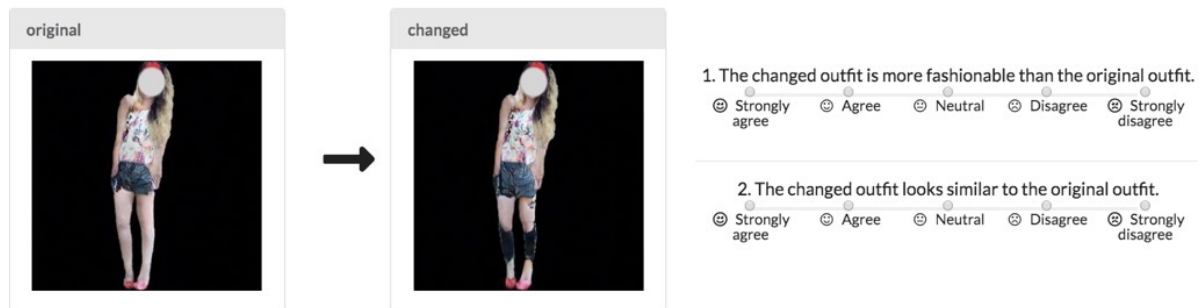 original
changed
1. The changed outfit is more fashionable than the original outfit.
Strongly agree Agree Neutral Disagree Strongly disagree
2. The changed outfit looks similar to the original outfit.
Strongly agree Agree Neutral Disagree Strongly disagree